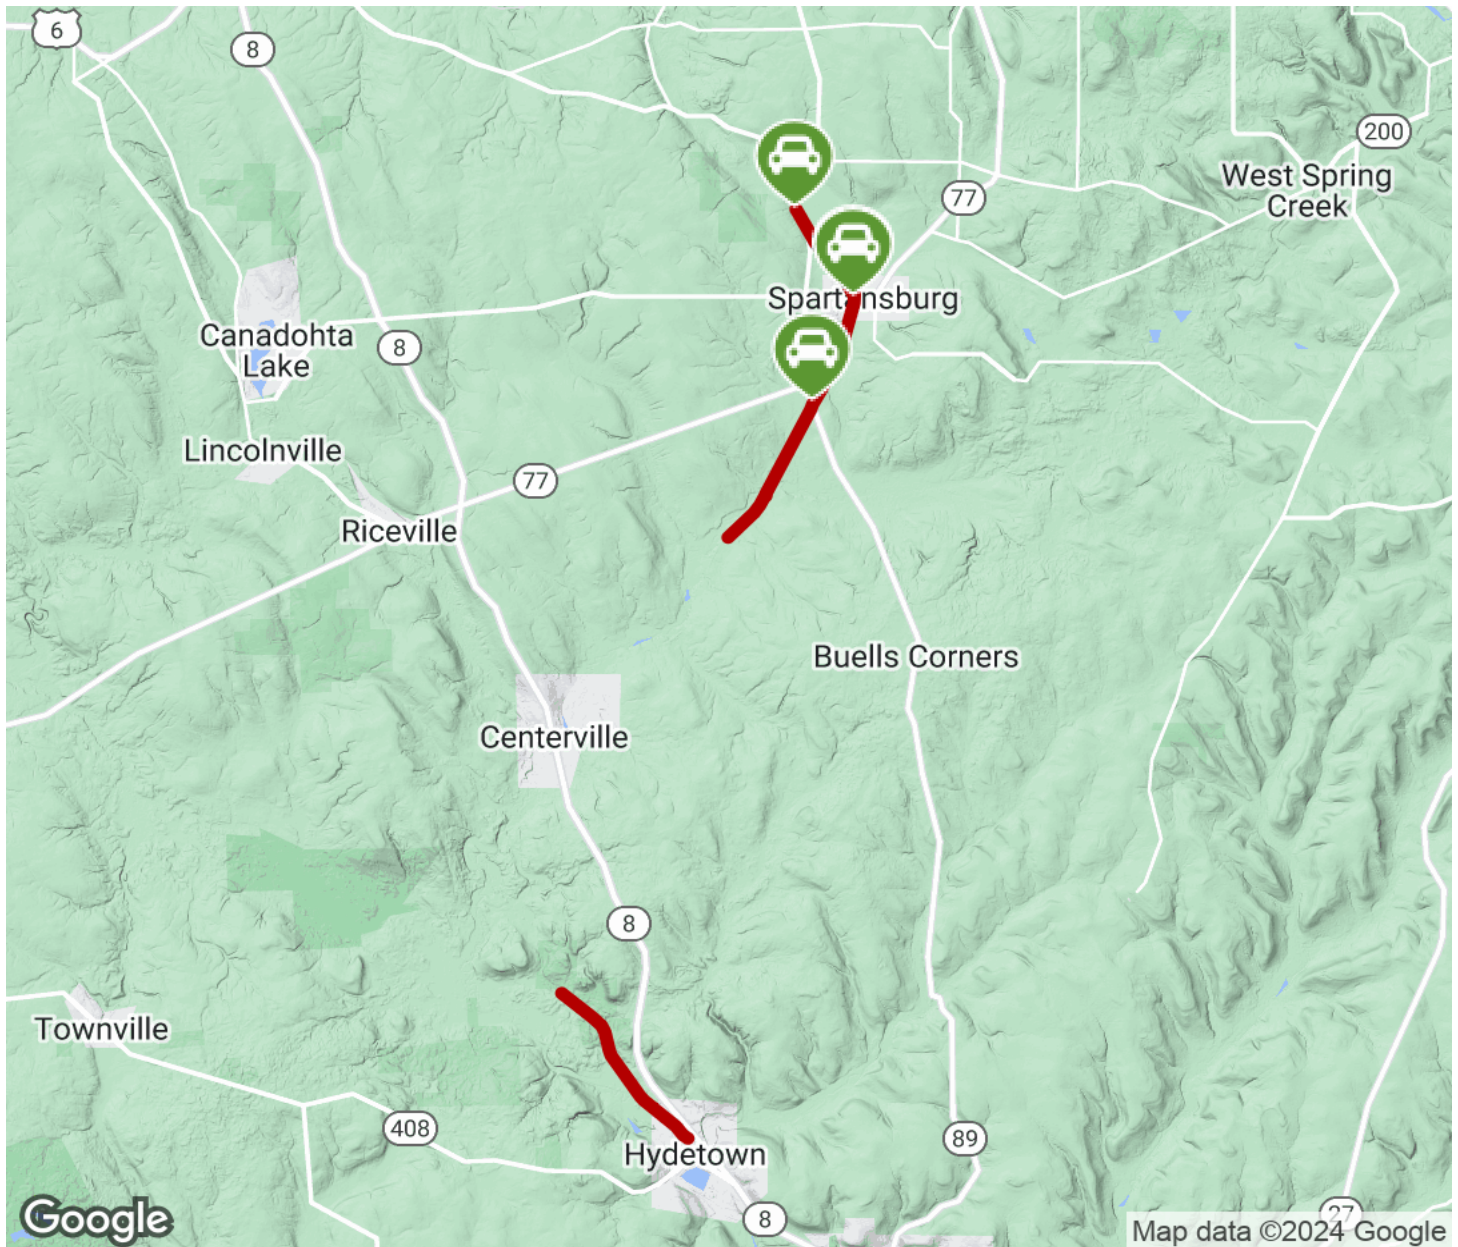 6
8
200
West Spring
Creek
77
Spartansburg
Canadohta
Lake
8
Lincolnville
77
Riceville
Buells Corners
Centerville
8
Townville
408
89
Hydetown
8
27
Google
Map data ©2024 Google